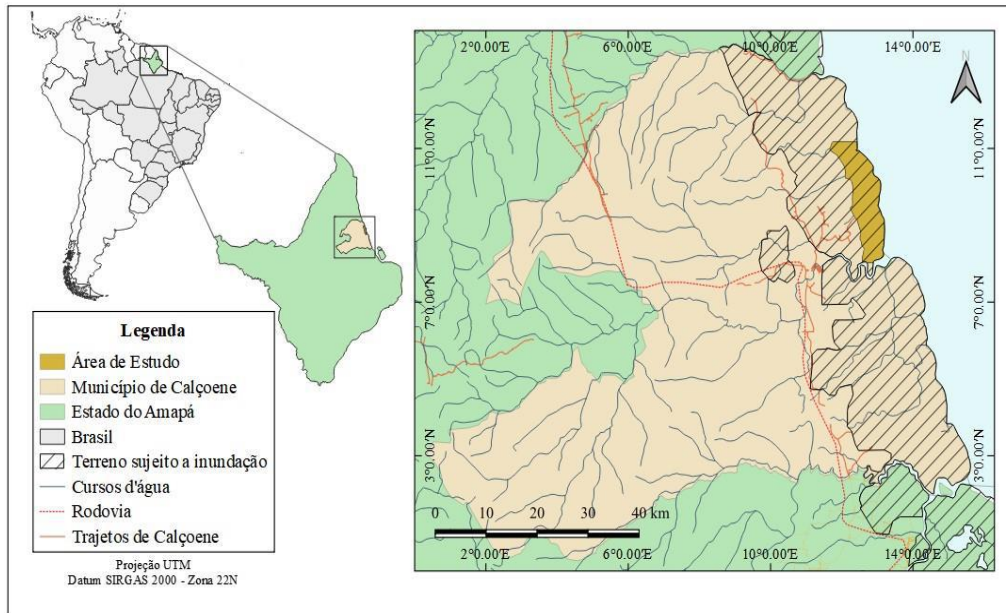 2°0.00′E 6°0.00′E 10°0.00′E 14°0.00′E
N
11°0.00′N 11°0.00′N
7°0.00′N 7°0.00′N
3°0.00′N 3°0.00′N
0 10 20 30 40 km
2°0.00′E 6°0.00′E 10°0.00′E 14°0.00′E
Legenda
Área de Estudo
Município de Calçoene
Estado do Amapá
Brasil
Terreno sujeito a inundação
Cursos d'água
Rodovia
Trajetos de Calçoene
Projeção UTM
Datum SIRGAS 2000 - Zona 22N